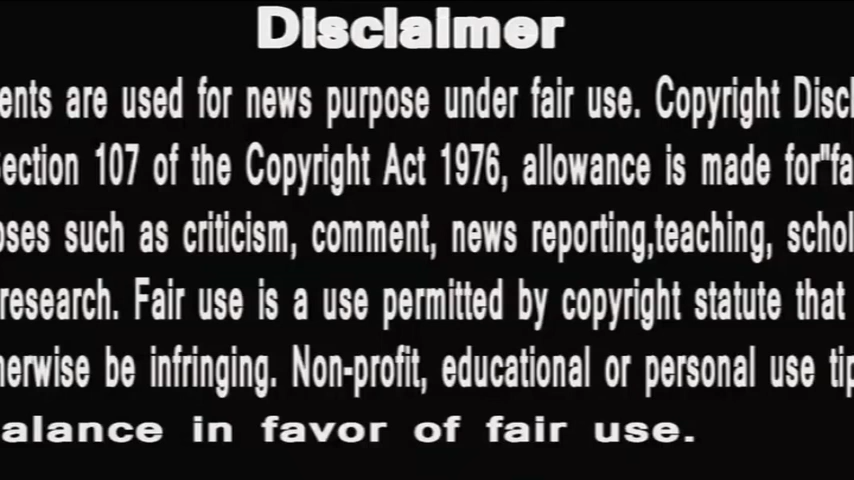 Disclaimer
ents are used for news purpose under fair use. Copyright Discl
ection 107 of the Copyright Act 1976, allowance is made for"fa
oses such as criticism, comment, news reporting,teaching, schol
research. Fair use is a use permitted by copyright statute that
herwise be infringing. Non-profit, educational or personal use tip
alance in favor of fair use.